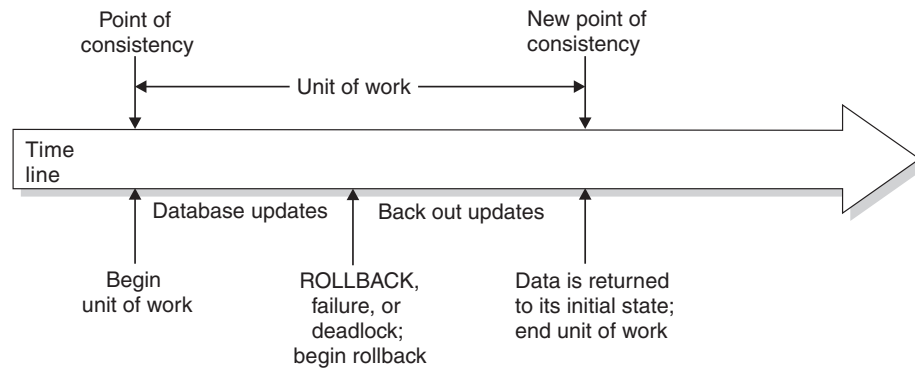 Point of
consistency
New point of
consistency
Unit of work
Time
line
Database updates
Back out updates
Begin
unit of work
ROLLBACK,
failure, or
deadlock;
begin rollback
Data is returned
to its initial state;
end unit of work